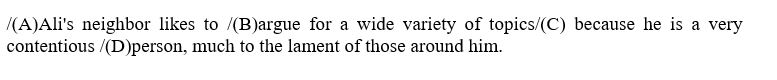 /(A)Ali's neighbor likes to /(B)argue for a wide variety of topics/(C) because he is a very
contentious /(D)person, much to the lament of those around him.